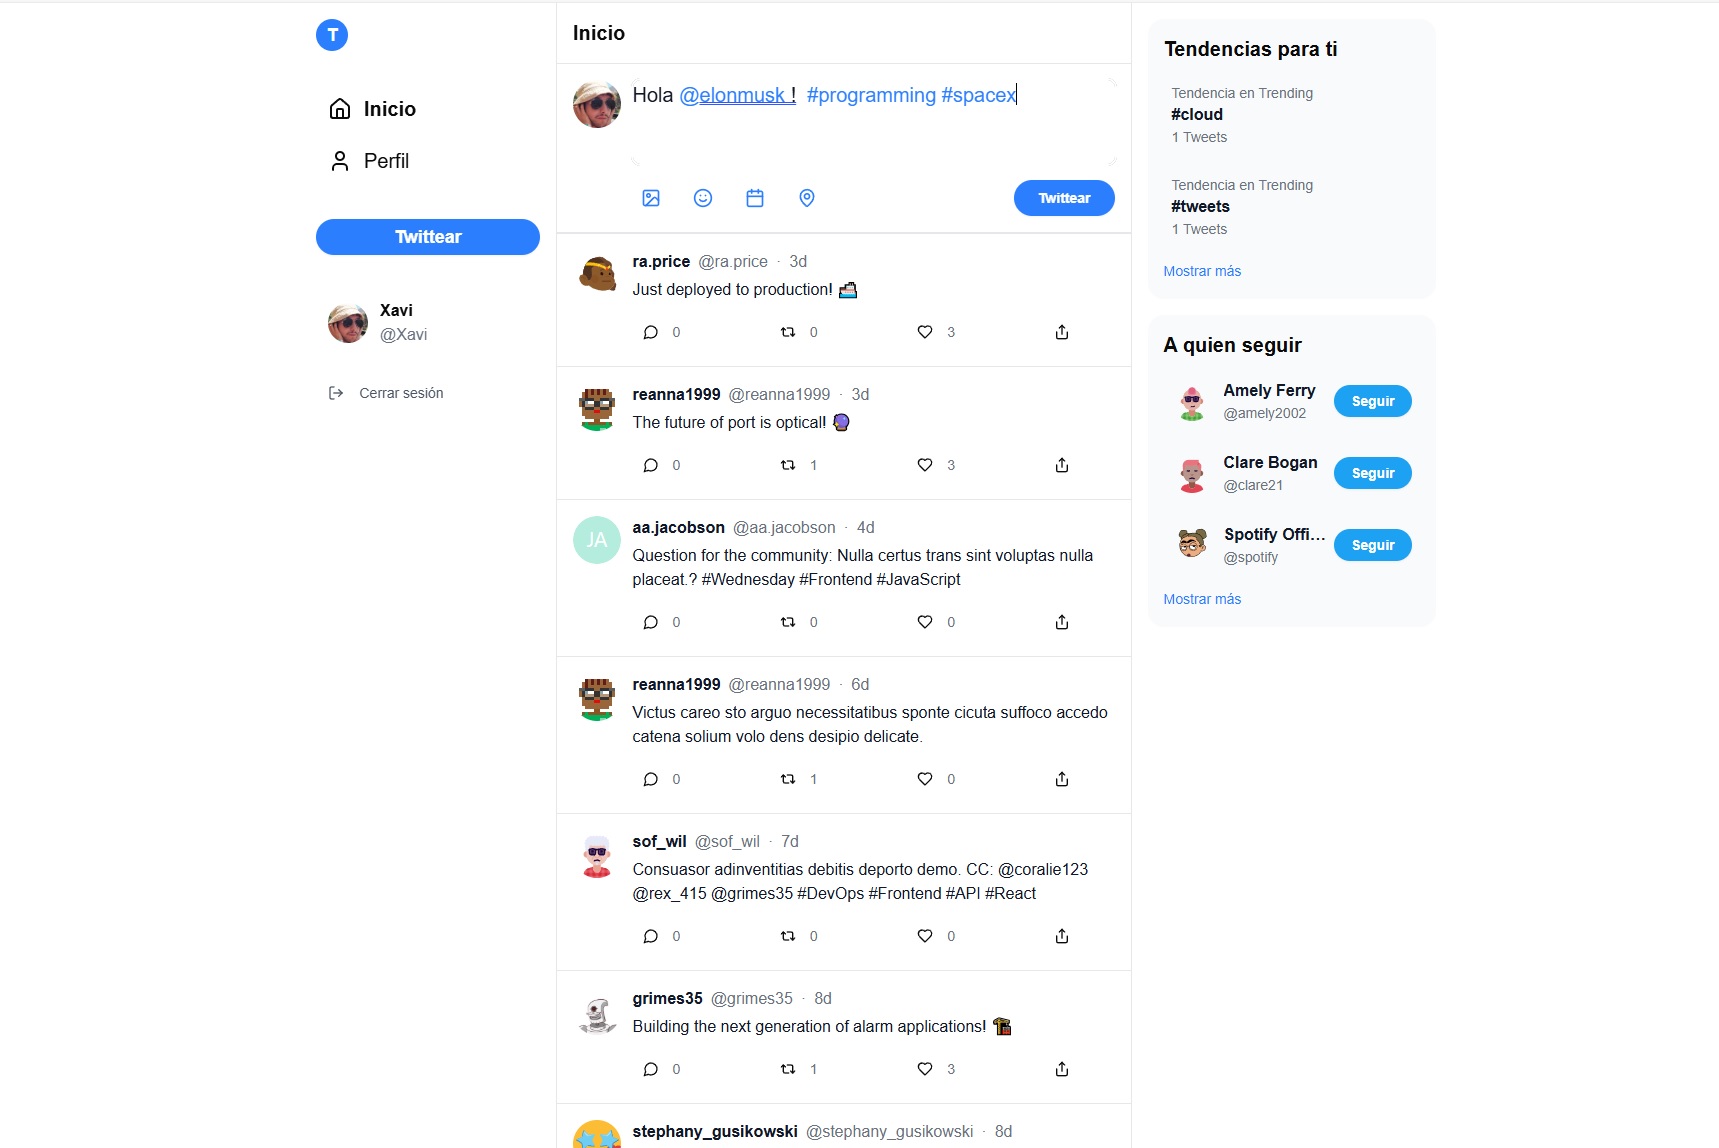 T
Inicio
Perfil
Twittear
Xavi
@Xavi
Cerrar sesión
Inicio
Hola @elonmusk ! #programming #spacex
Twittear
ra.price @ra.price · 3d
Just deployed to production! 🚢
0 0 3
reanna1999 @reanna1999 · 3d
The future of port is optical! 🔮
0 1 3
JA
aa.jacobson @aa.jacobson · 4d
Question for the community: Nulla certus trans sint voluptas nulla
placeat.? #Wednesday #Frontend #JavaScript
0 0 0
reanna1999 @reanna1999 · 6d
Victus careo sto arguo necessitatibus sponte cicuta suffoco accedo
catena solium volo dens desipio delicate.
0 1 0
sof_wil @sof_wil · 7d
Consuasor adinventitias debitis deporto demo. CC: @coralie123
@rex_415 @grimes35 #DevOps #Frontend #API #React
0 0 0
grimes35 @grimes35 · 8d
Building the next generation of alarm applications! 🏗️
0 1 3
stephany_gusikowski @stephany_gusikowski · 8d
Tendencias para ti
Tendencia en Trending
#cloud
1 Tweets
Tendencia en Trending
#tweets
1 Tweets
Mostrar más
A quien seguir
Amely Ferry
@amely2002
Seguir
Clare Bogan
@clare21
Seguir
Spotify Offi...
@spotify
Seguir
Mostrar más